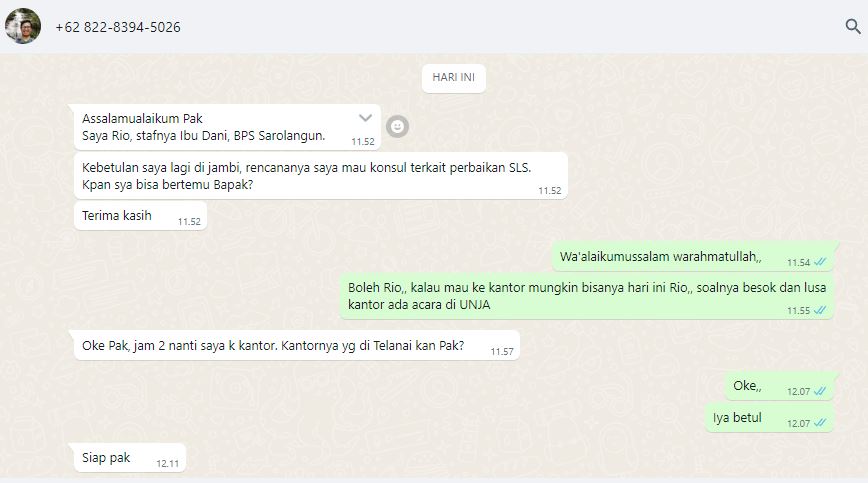 +62 822-8394-5026
HARI INI
Assalamualaikum Pak
Saya Rio, stafnya Ibu Dani, BPS Sarolangun.
11.52
Kebetulan saya lagi di jambi, rencananya saya mau konsul terkait perbaikan SLS.
Kpan sya bisa bertemu Bapak?
11.52
Terima kasih
11.52
Wa'alaikumussalam warahmatullah,,
11.54
Boleh Rio,, kalau mau ke kantor mungkin bisanya hari ini Rio,, soalnya besok dan lusa
kantor ada acara di UNJA
11.55
Oke Pak, jam 2 nanti saya k kantor. Kantornya yg di Telanai kan Pak?
11.57
Oke,,
12.07
Iya betul
12.07
Siap pak
12.11